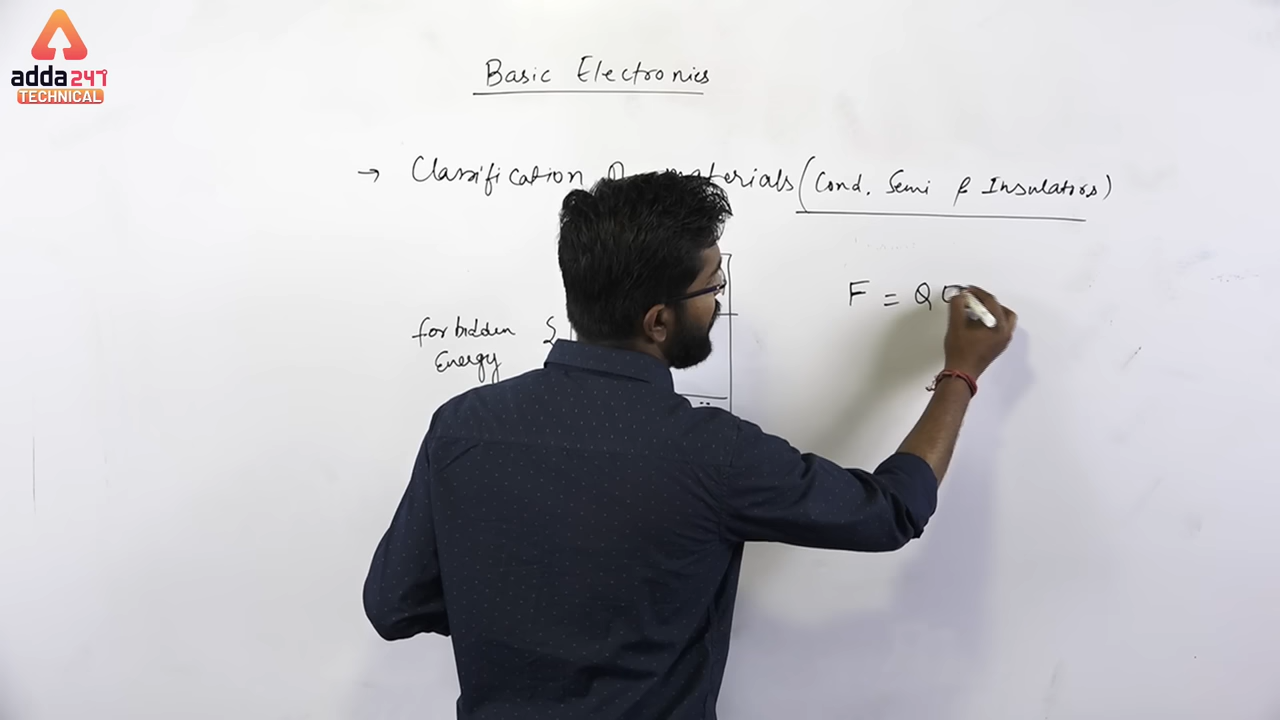 adda247
TECHNICAL
Basic Electronics
→ Classification materials (Cond. Semi & Insulators)
F = Q
forbidden
Energy